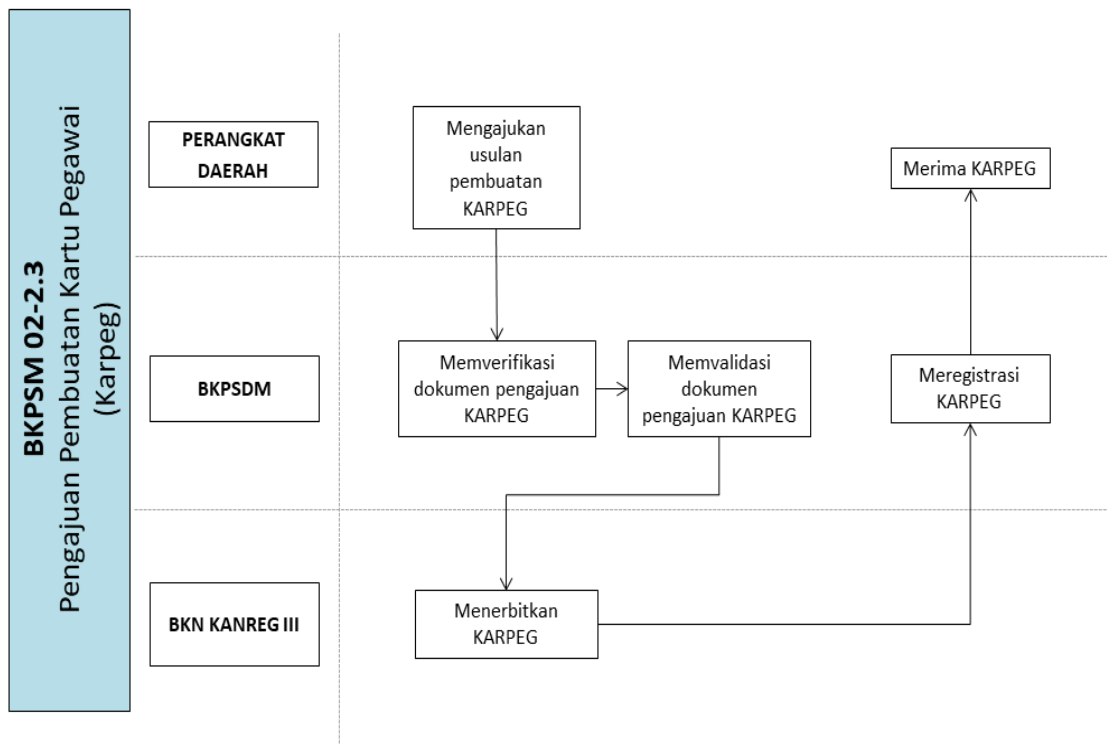 BKPSM 02-2.3
Pengajuan Pembuatan Kartu Pegawai
(Karpeg)
PERANGKAT
DAERAH
Mengajukan
usulan
pembuatan
KARPEG
Merima KARPEG
BKPSDM
Memverifikasi
dokumen pengajuan
KARPEG
Memvalidasi
dokumen
pengajuan KARPEG
Meregistrasi
KARPEG
BKN KANREG III
Menerbitkan
KARPEG